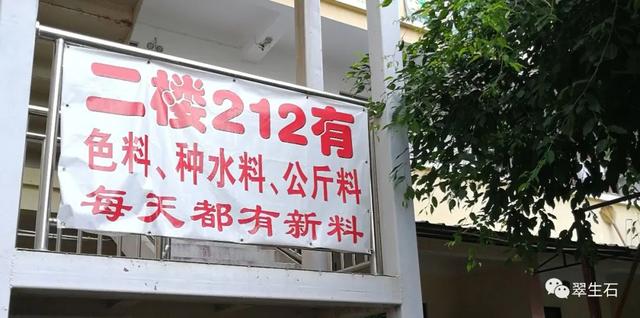 二楼212有
色料、种水料、公斤料
每天都有新料
翠生石